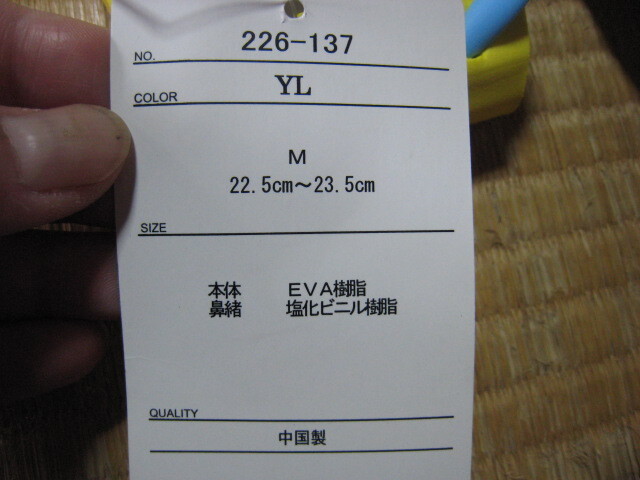 226-137
NO.
YL
COLOR
M
22.5cm～23.5cm
SIZE
本体 ＥＶＡ樹脂
鼻緒 塩化ビニル樹脂
QUALITY
中国製